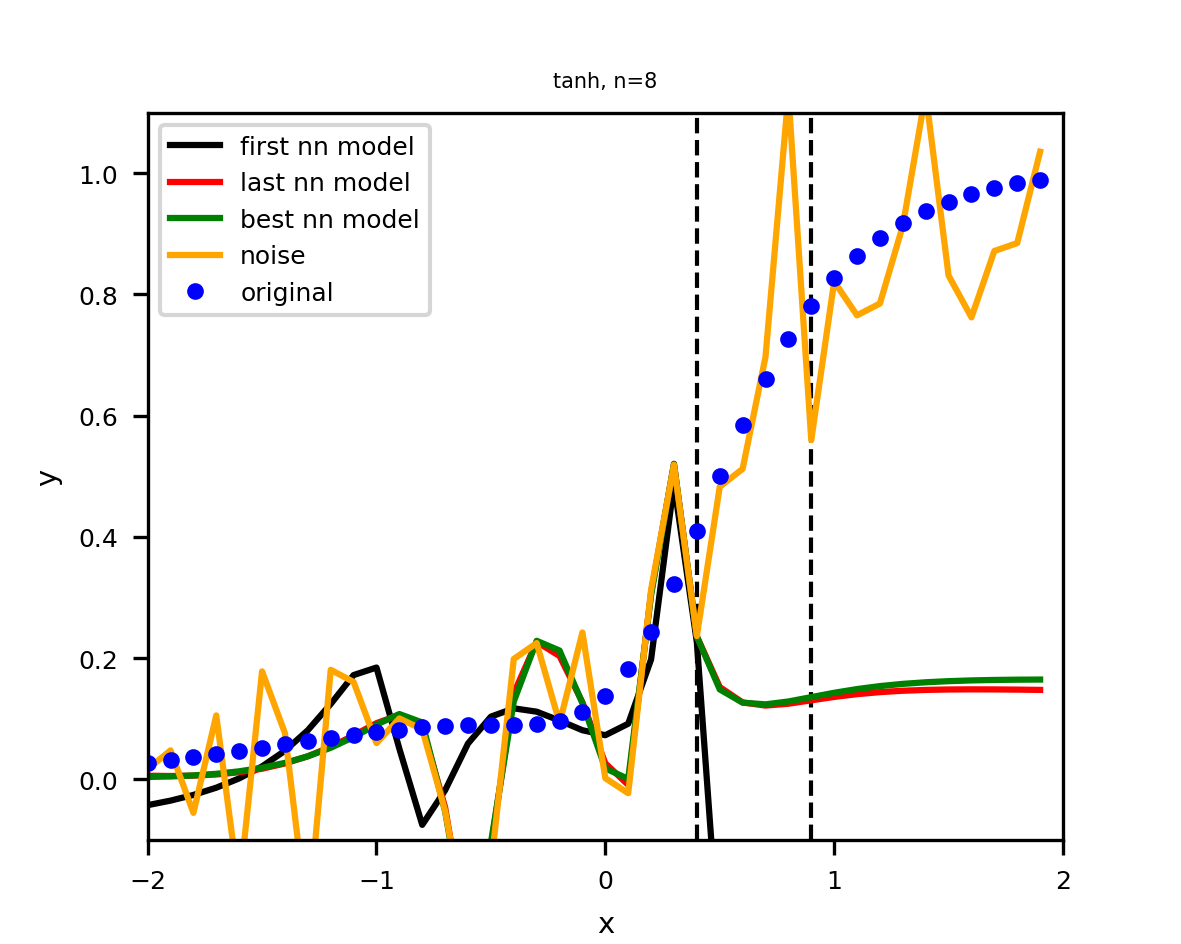 tanh, n=8
first nn model
last nn model
best nn model
noise
original
1.0
0.8
0.6
0.4
0.2
0.0
y
−2
−1
0
1
2
x